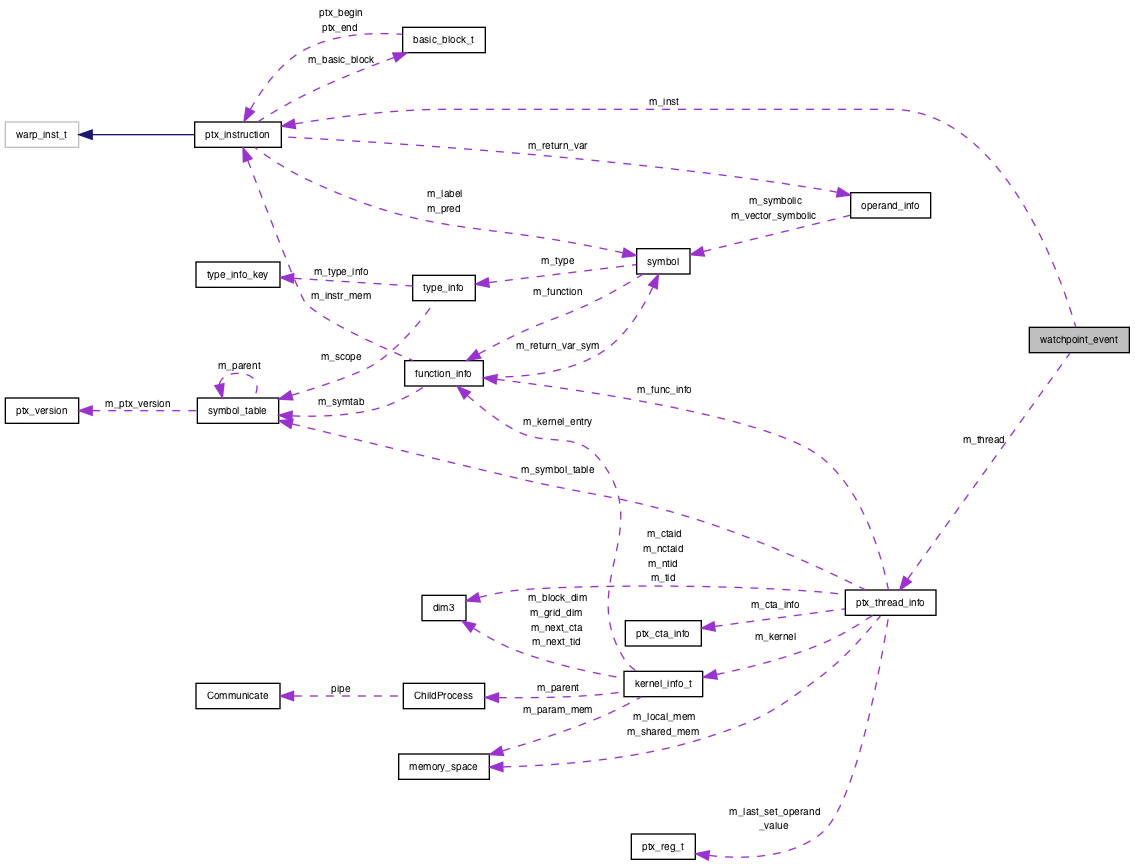 ptx_begin
ptx_end
basic_block_t
m_basic_block
m_inst
warp_inst_t
ptx_instruction
m_return_var
m_label
m_pred
m_symbolic
m_vector_symbolic
operand_info
type_info_key
m_type_info
type_info
m_type
symbol
m_instr_mem
m_function
watchpoint_event
m_return_var_sym
m_scope
m_parent
function_info
m_func_info
ptx_version
m_ptx_version
symbol_table
m_symtab
m_kernel_entry
m_thread
m_symbol_table
m_ctaid
m_nctaid
m_ntid
m_tid
dim3
m_block_dim
m_grid_dim
m_next_cta
m_next_tid
m_cta_info
ptx_thread_info
ptx_cta_info
m_kernel
kernel_info_t
Communicate
pipe
ChildProcess
m_parent
m_param_mem
m_local_mem
m_shared_mem
memory_space
m_last_set_operand
_value
ptx_reg_t